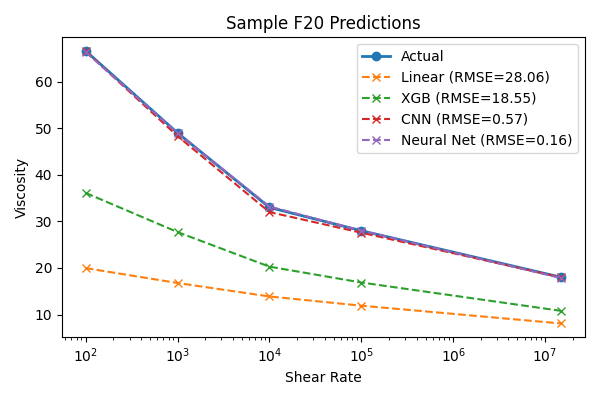 Sample F20 Predictions
Actual
Linear (RMSE=28.06)
XGB (RMSE=18.55)
CNN (RMSE=0.57)
Neural Net (RMSE=0.16)
Viscosity
60
50
40
30
20
10
10² 10³ 10⁴ 10⁵ 10⁶ 10⁷
Shear Rate